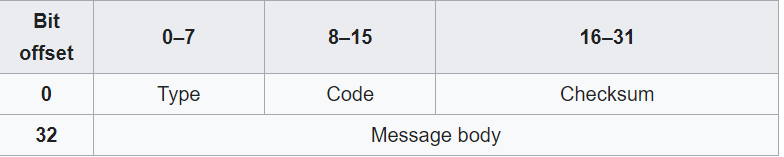 Bit offset 0–7 8–15 16–31
0 Type Code Checksum
32 Message body